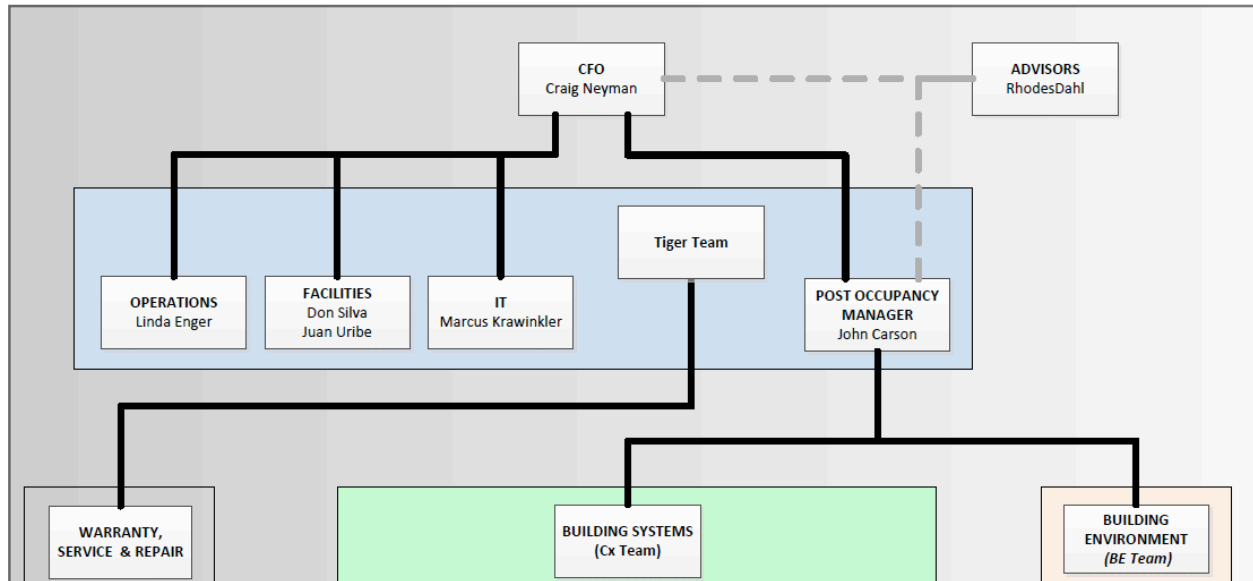 CFO
Craig Neyman
ADVISORS
RhodesDahl
Tiger Team
OPERATIONS
Linda Enger
FACILITIES
Don Silva
Juan Uribe
IT
Marcus Krawinkler
POST OCCUPANCY
MANAGER
John Carson
WARRANTY,
SERVICE & REPAIR
BUILDING SYSTEMS
(Cx Team)
BUILDING
ENVIRONMENT
(BE Team)